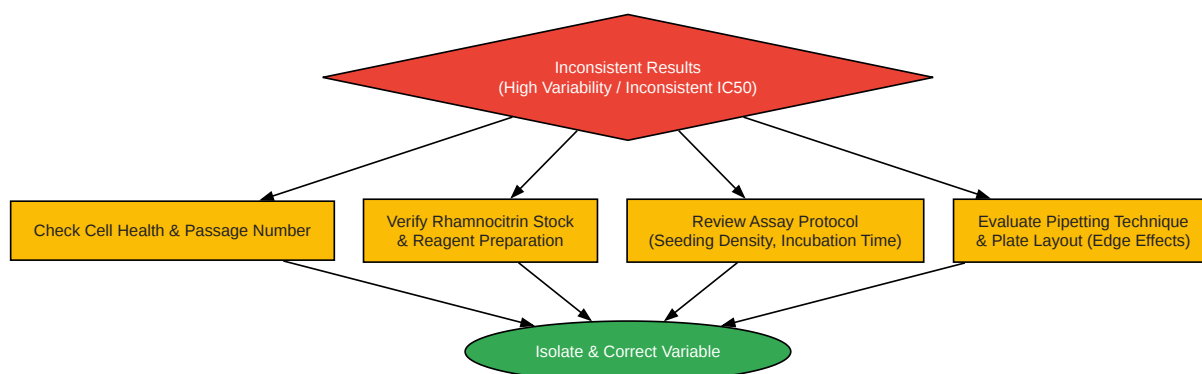 Inconsistent Results
(High Variability / Inconsistent IC50)
Check Cell Health & Passage Number
Verify Rhamnocitrin Stock
& Reagent Preparation
Review Assay Protocol
(Seeding Density, Incubation Time)
Evaluate Pipetting Technique
& Plate Layout (Edge Effects)
Isolate & Correct Variable